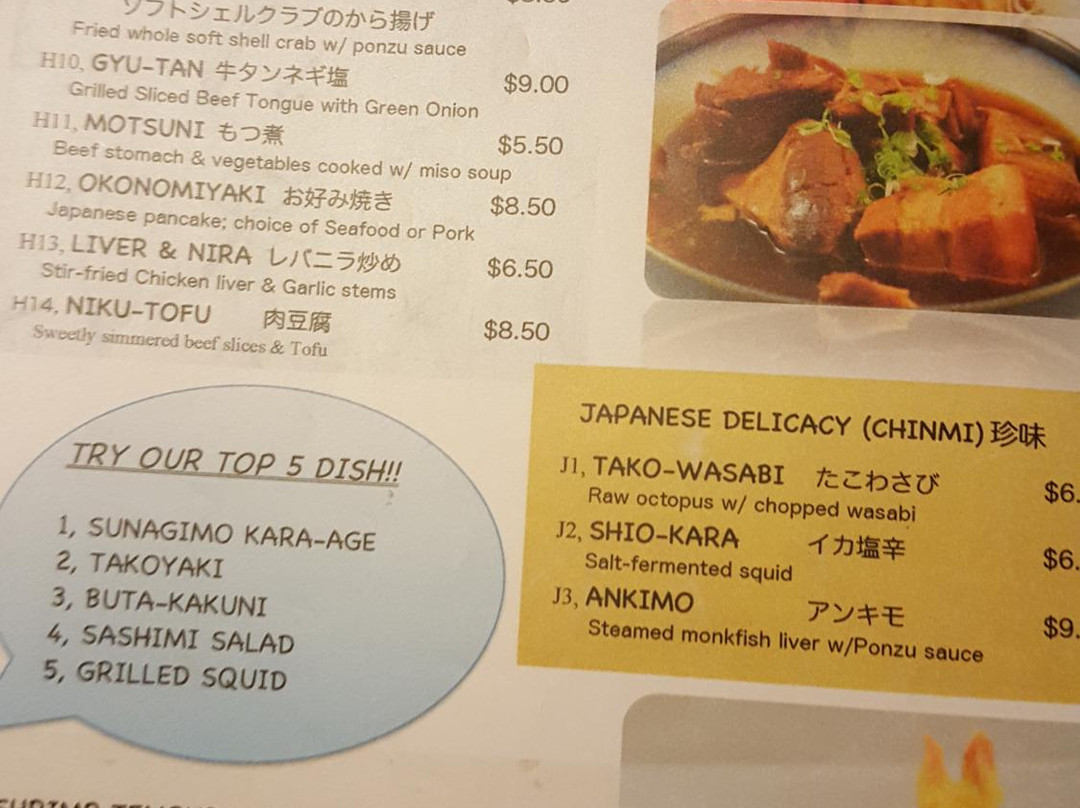 ソフトシェルクラブのから揚げ
Fried whole soft shell crab w/ ponzu sauce
H10, GYU-TAN 牛タンネギ塩 $9.00
Grilled Sliced Beef Tongue with Green Onion
H11, MOTSUNI もつ煮 $5.50
Beef stomach & vegetables cooked w/ miso soup
H12, OKONOMIYAKI お好み焼き $8.50
Japanese pancake; choice of Seafood or Pork
H13, LIVER & NIRA レバニラ炒め $6.50
Stir-fried Chicken liver & Garlic stems
H14, NIKU-TOFU 肉豆腐 $8.50
Sweetly simmered beef slices & Tofu
TRY OUR TOP 5 DISH!!
1, SUNAGIMO KARA-AGE
2, TAKOYAKI
3, BUTA-KAKUNI
4, SASHIMI SALAD
5, GRILLED SQUID
JAPANESE DELICACY (CHINMI) 珍味
J1, TAKO-WASABI たこわさび $6.
Raw octopus w/ chopped wasabi
J2, SHIO-KARA イカ塩辛 $6.
Salt-fermented squid
J3, ANKIMO アンキモ $9.
Steamed monkfish liver w/Ponzu sauce